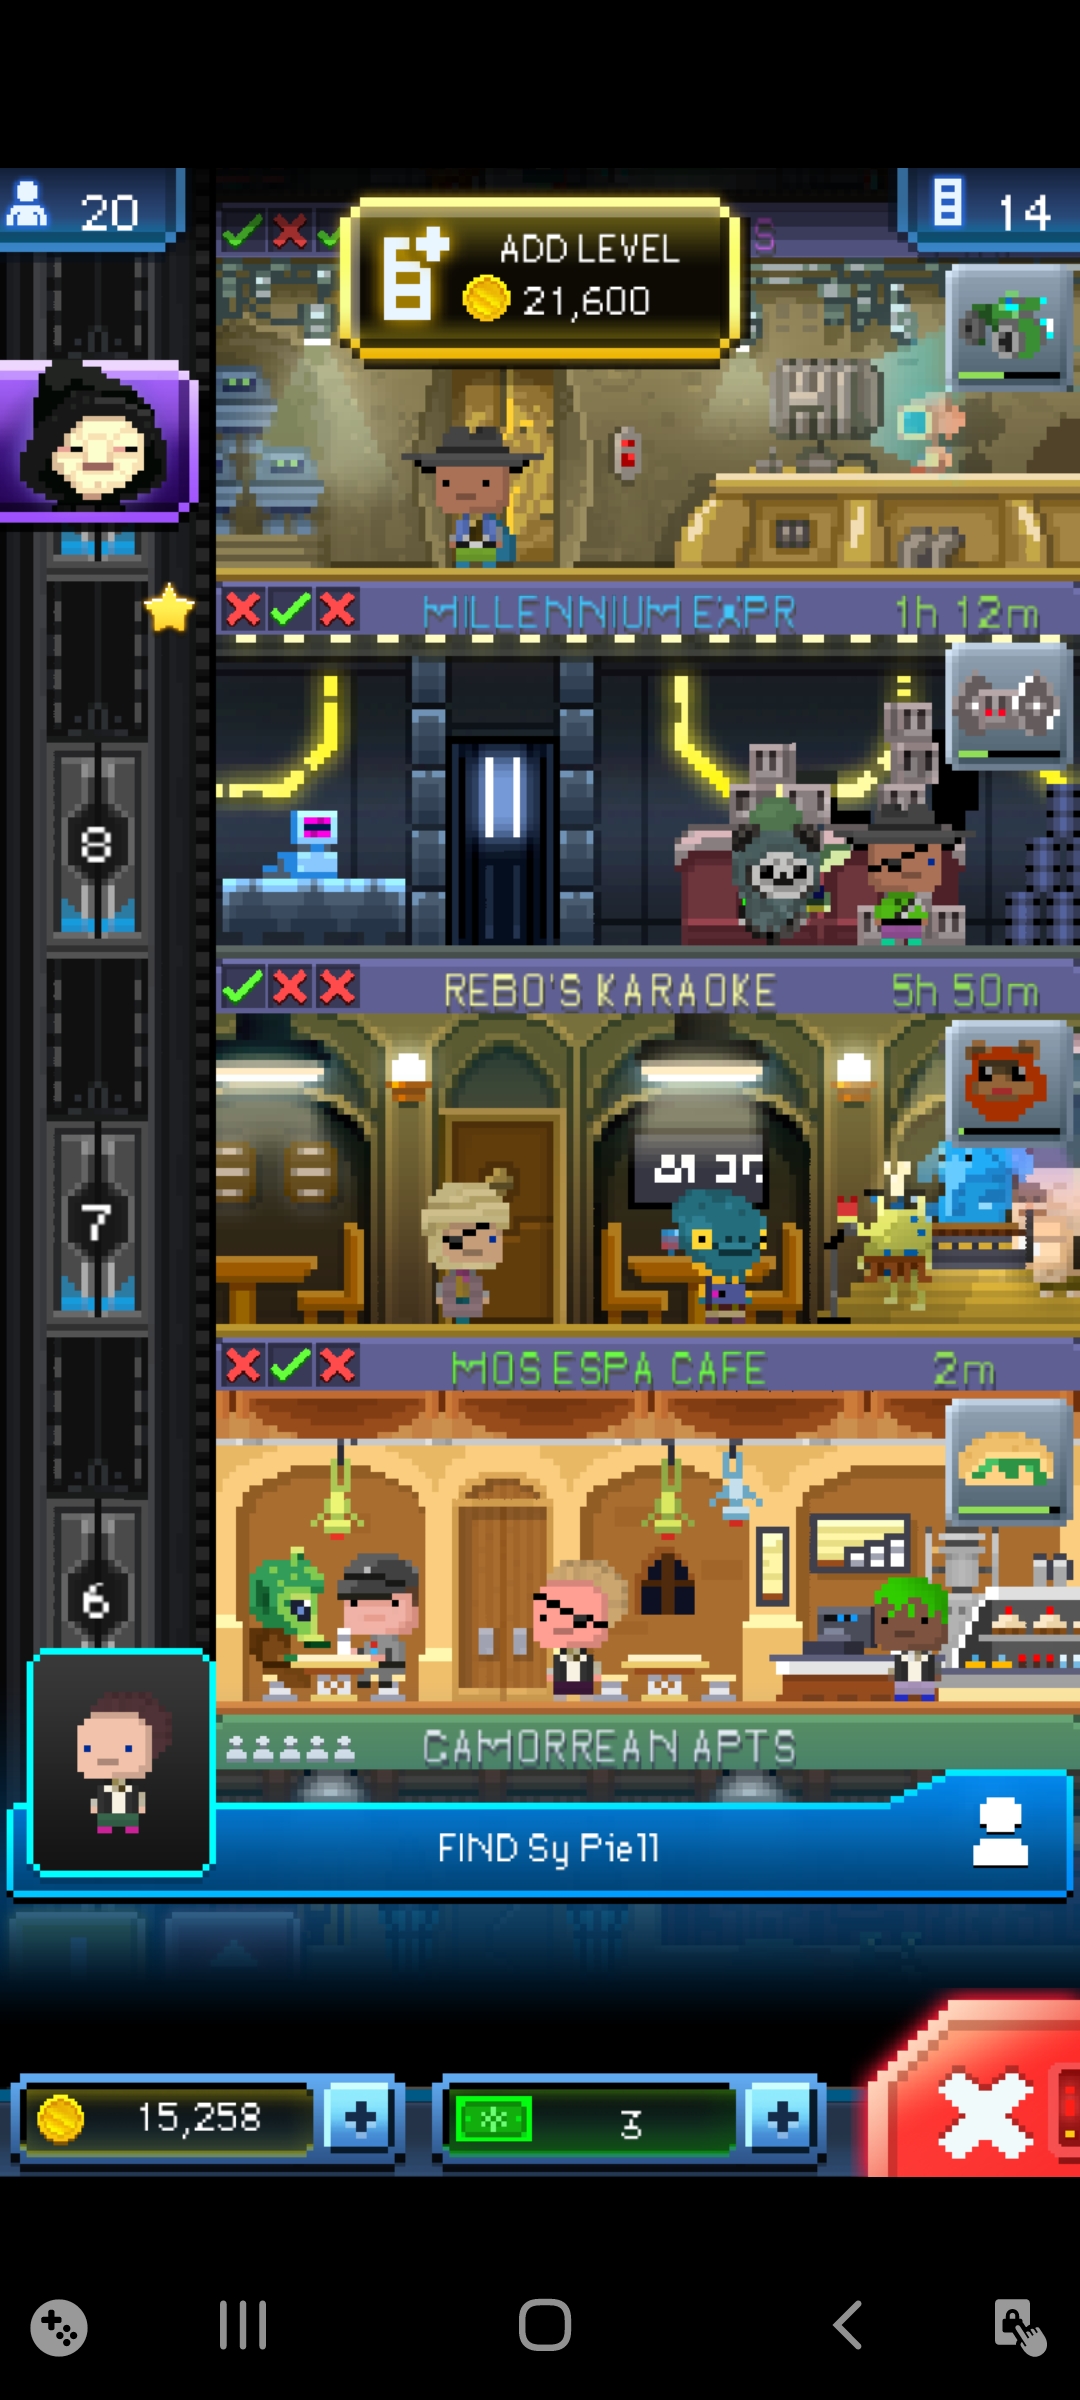 20
ADD LEVEL
21,600
14
S
MILLENNIUM EXPR 1h 12m
8
REBO'S KARAOKE 5h 50m
7
MOS ESPA CAFE 2m
6
CAMORREAN APTS
FIND Sy Piell
15,258
3